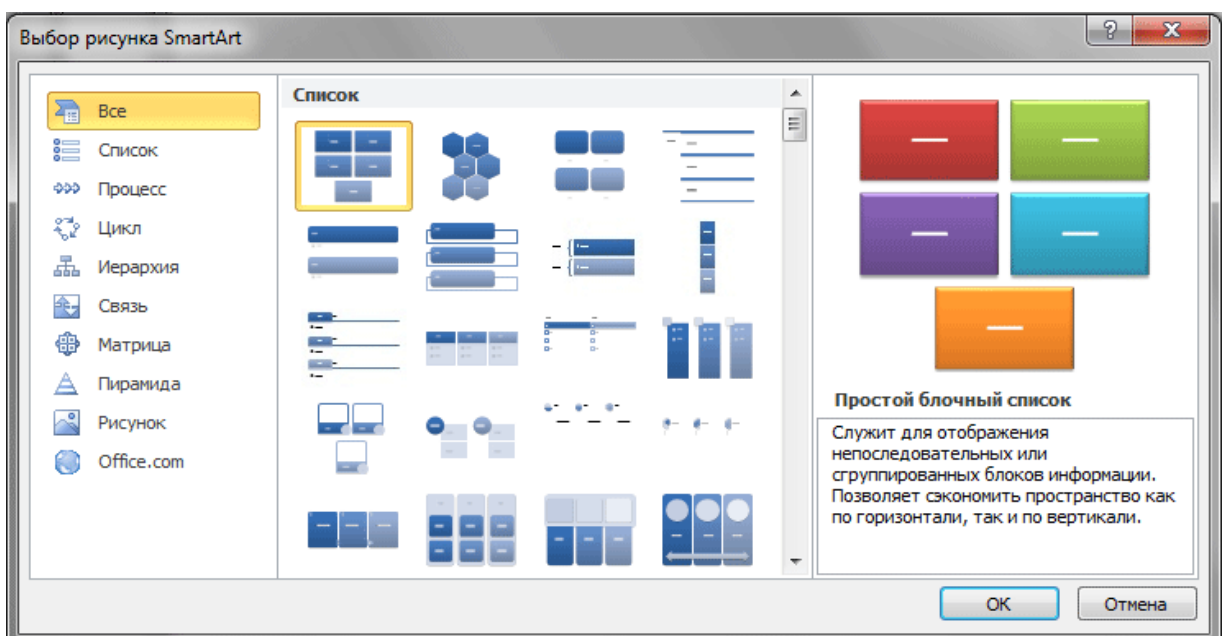 Выбор рисунка SmartArt
Все
Список
Процесс
Цикл
Иерархия
Связь
Матрица
Пирамида
Рисунок
Office.com
Список
Простой блочный список
Служит для отображения
непоследовательных или
сгруппированных блоков информации.
Позволяет сэкономить пространство как
по горизонтали, так и по вертикали.
ОК
Отмена